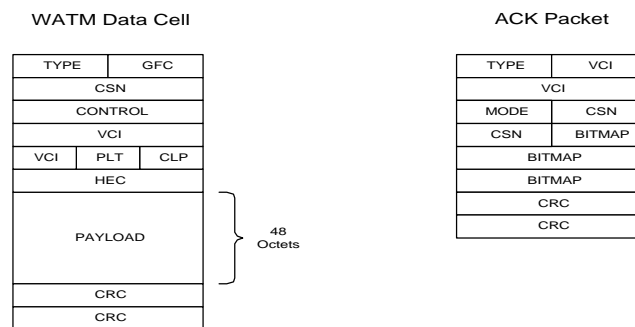 WATM Data Cell
TYPE GFC
CSN
CONTROL
VCI
VCI PLT CLP
HEC
PAYLOAD
48
Octets
CRC
CRC
ACK Packet
TYPE VCI
VCI
MODE CSN
CSN BITMAP
BITMAP
BITMAP
CRC
CRC